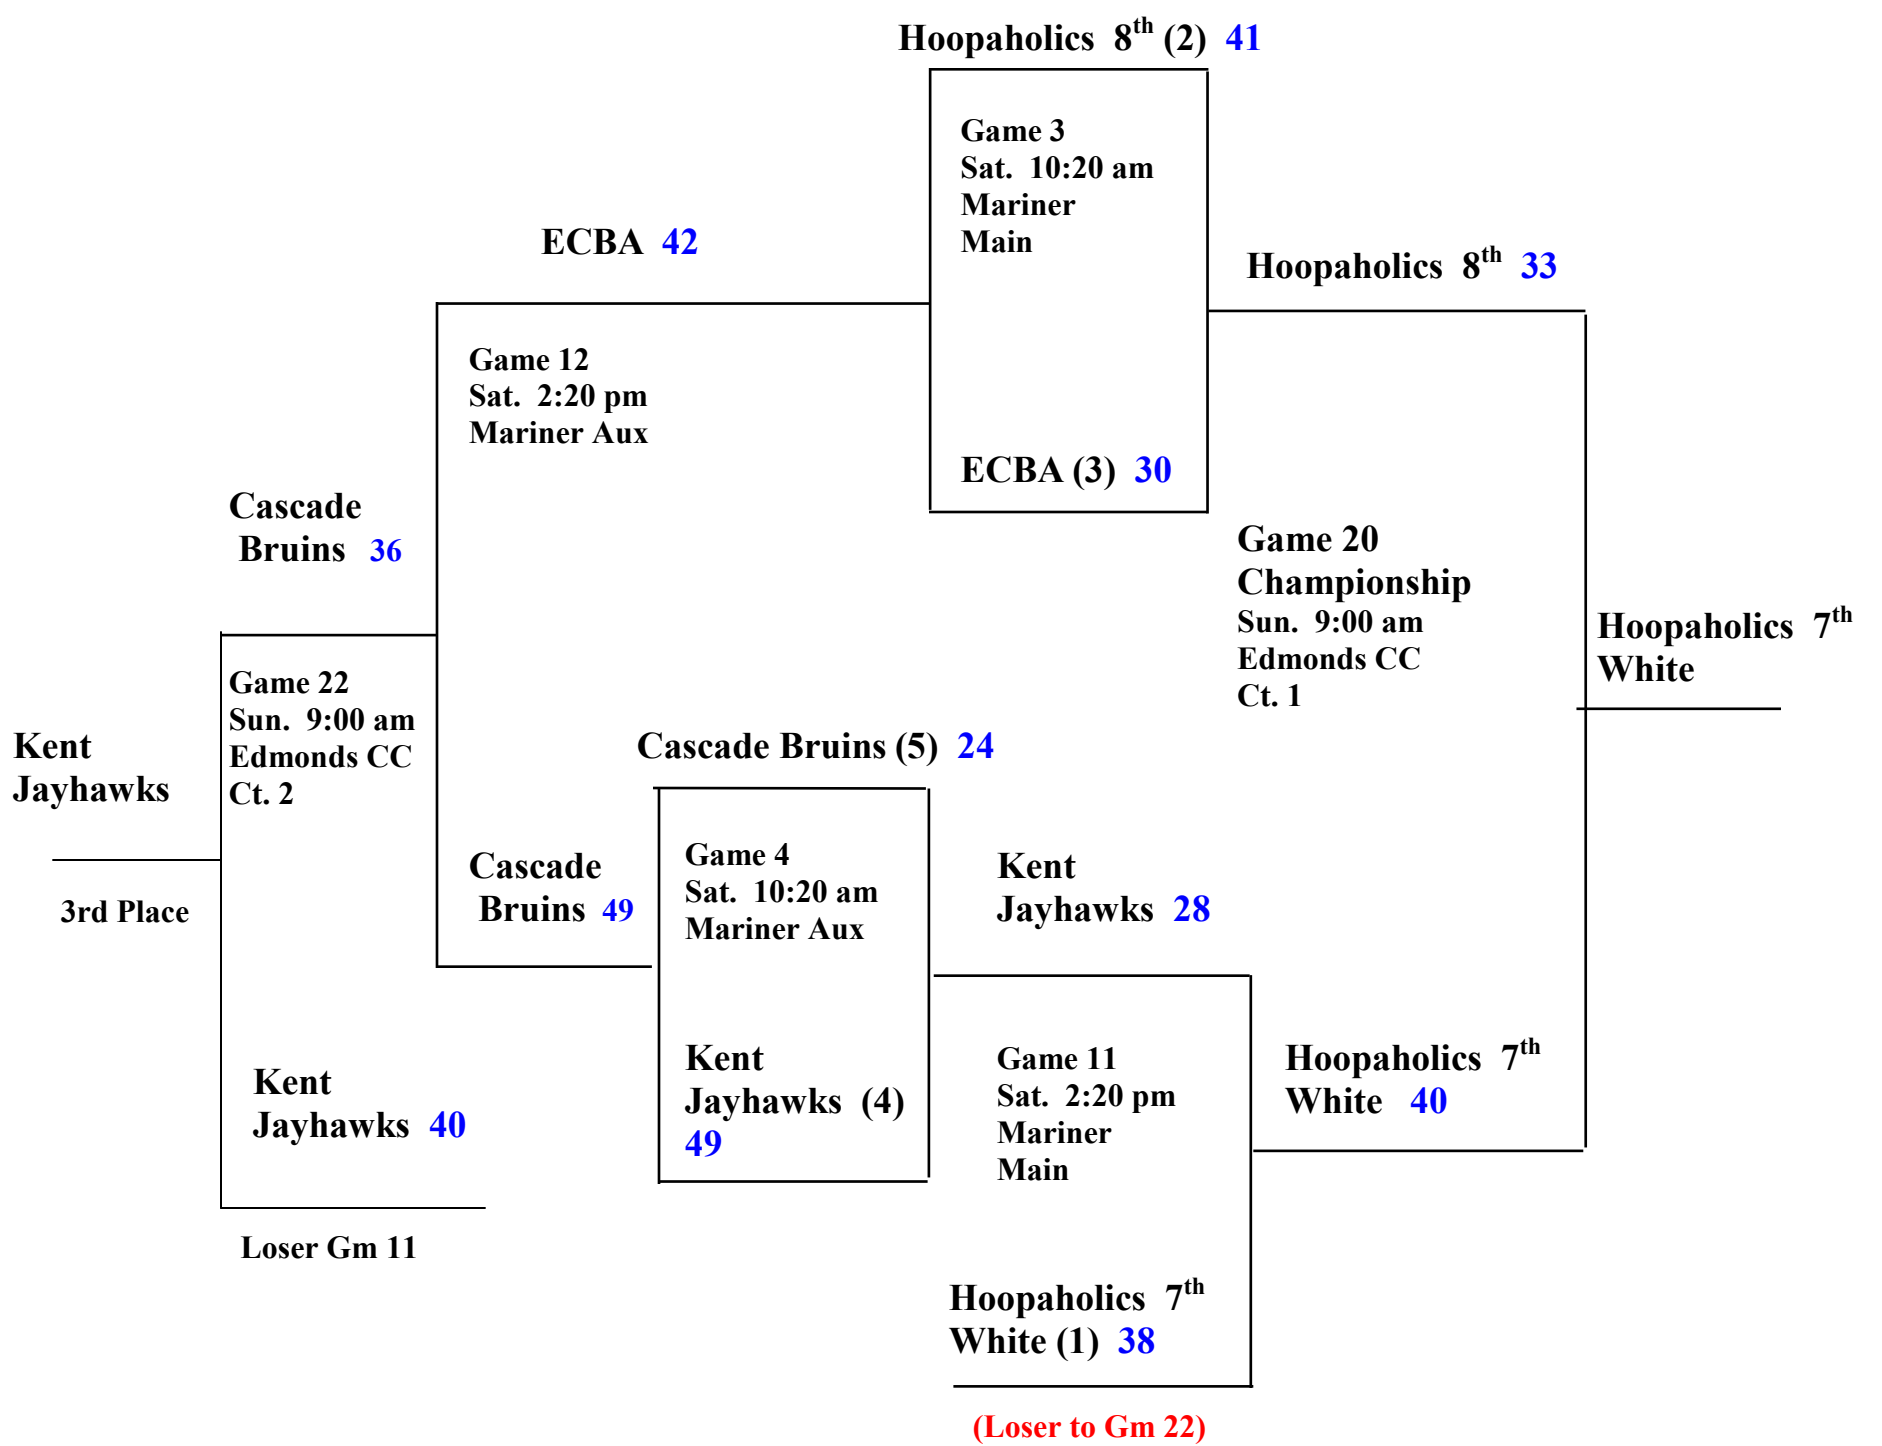 Hoopaholics 8th (2) 41
Game 3
Sat. 10:20 am
Mariner
Main
ECBA 42
Hoopaholics 8th 33
Game 12
Sat. 2:20 pm
Mariner Aux
ECBA (3) 30
Cascade
Bruins 36
Game 20
Championship
Sun. 9:00 am
Edmonds CC
Ct. 1
Hoopaholics 7th
White
Game 22
Sun. 9:00 am
Edmonds CC
Ct. 2
Kent
Jayhawks
3rd Place
Cascade Bruins (5) 24
Cascade
Bruins 49
Game 4
Sat. 10:20 am
Mariner Aux
Kent
Jayhawks 28
Kent
Jayhawks 40
Loser Gm 11
Kent
Jayhawks (4)
49
Game 11
Sat. 2:20 pm
Mariner
Main
Hoopaholics 7th
White 40
Hoopaholics 7th
White (1) 38
(Loser to Gm 22)